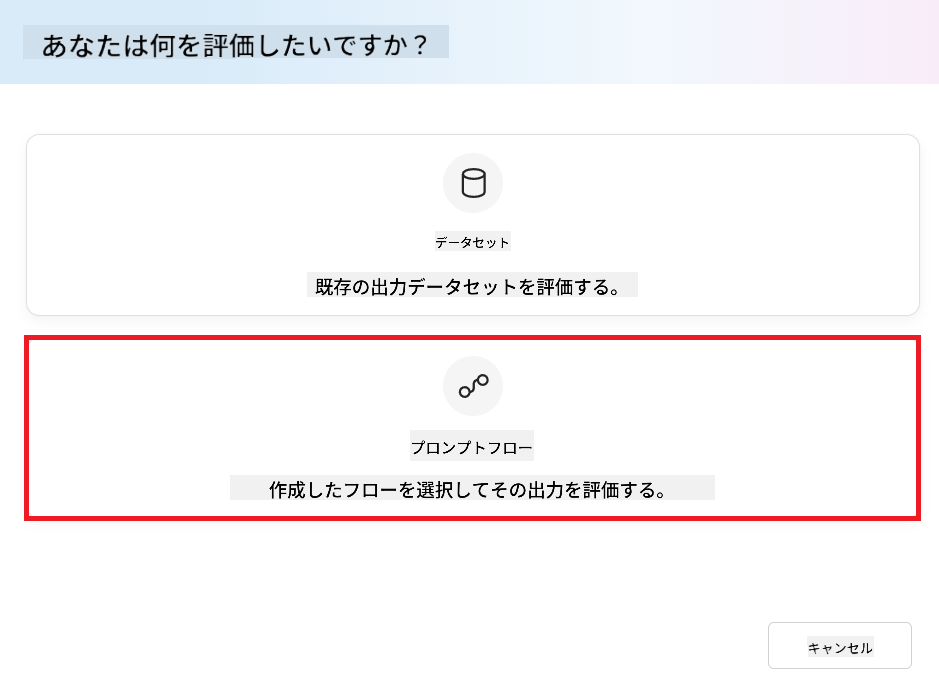 あなたは何を評価したいですか？
データセット
既存の出力データセットを評価する。
プロンプトフロー
作成したフローを選択してその出力を評価する。
キャンセル